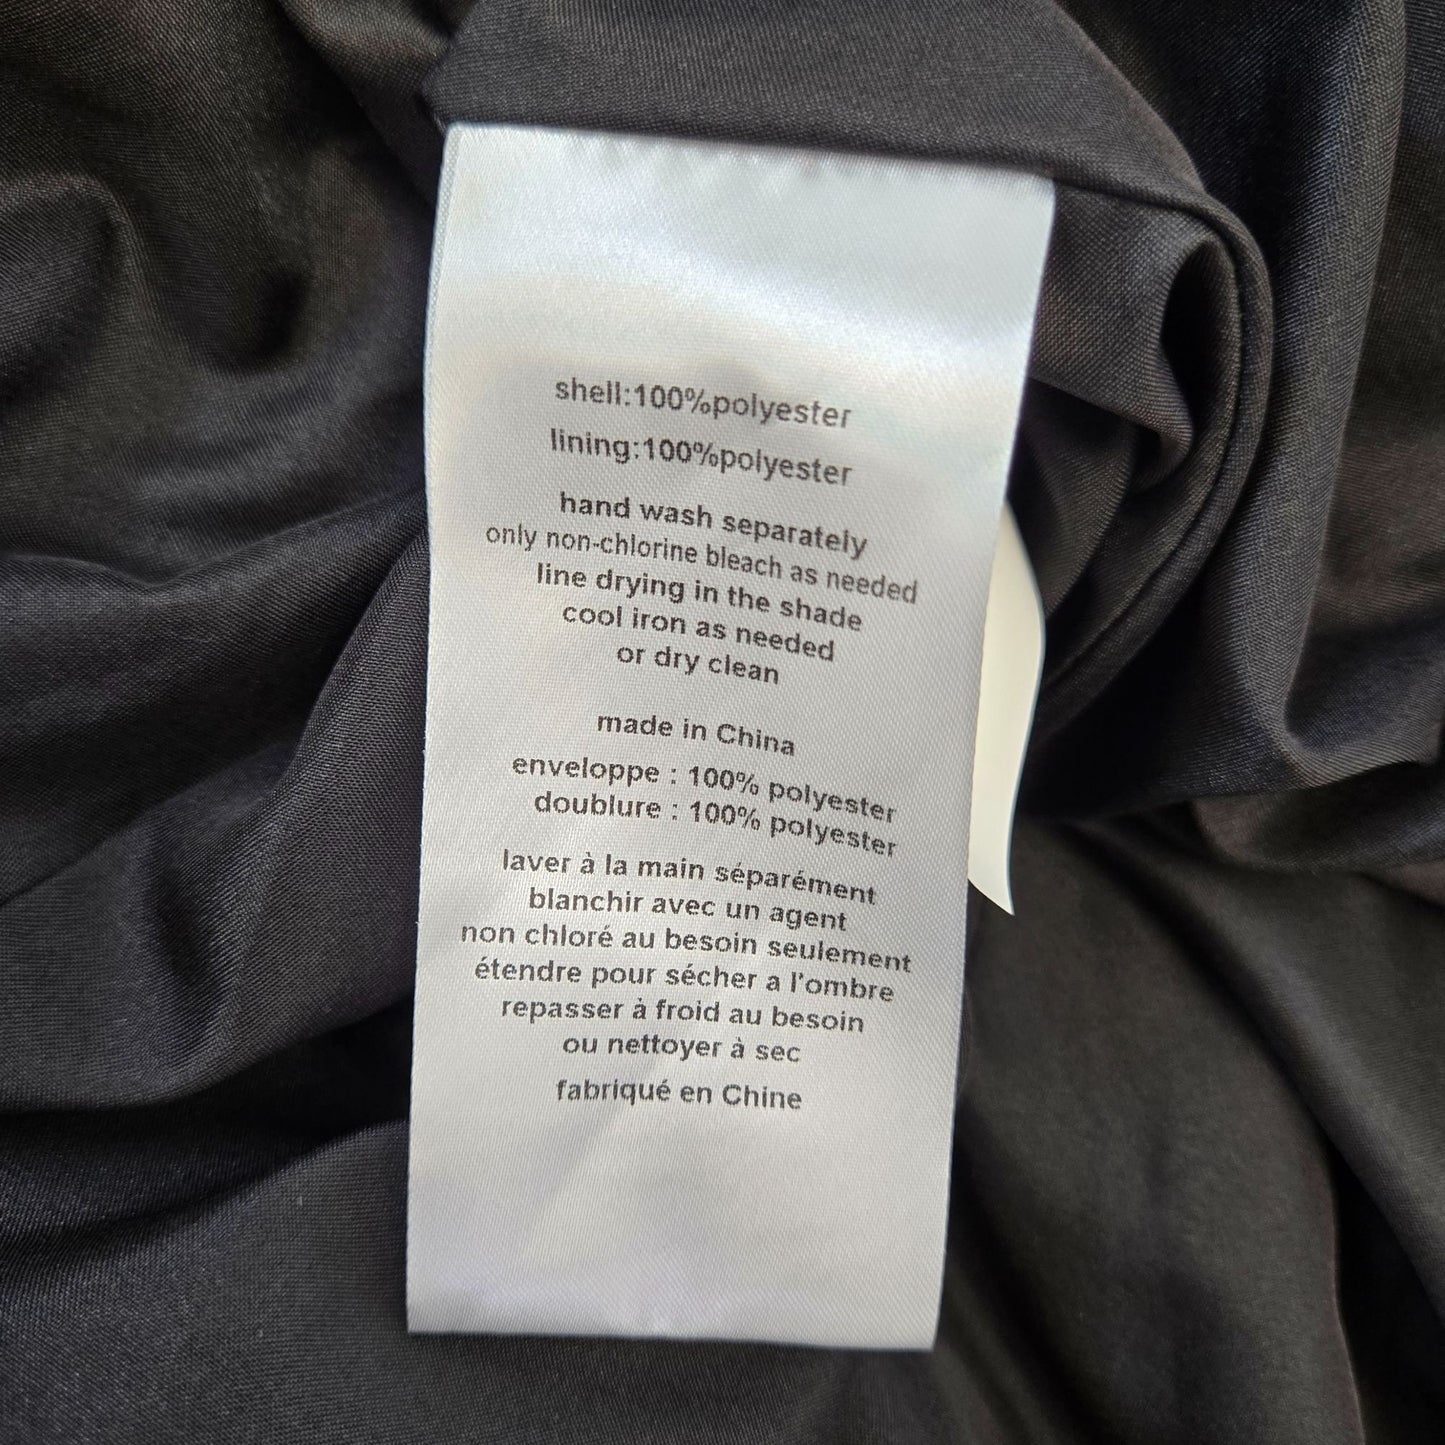 shell:100%polyester
lining:100%polyester
hand wash separately
only non-chlorine bleach as needed
line drying in the shade
cool iron as needed
or dry clean
made in China
enveloppe : 100% polyester
doublure : 100% polyester
laver à la main séparément
blanchir avec un agent
non chloré au besoin seulement
étendre pour sécher a l'ombre
repasser à froid au besoin
ou nettoyer à sec
fabriqué en Chine